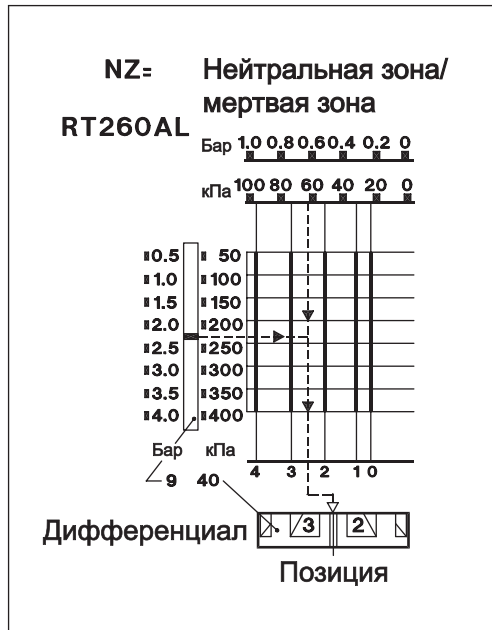 NZ= Нейтральная зона/
мертвая зона
RT260AL
Бар 1.0 0.8 0.6 0.4 0.2 0
кПа 100 80 60 40 20 0
0.5 50
1.0 100
1.5 150
2.0 200
2.5 250
3.0 300
3.5 350
4.0 400
Бар кПа
4 3 2 1 0
9 40
Дифференциал 3 2
Позиция